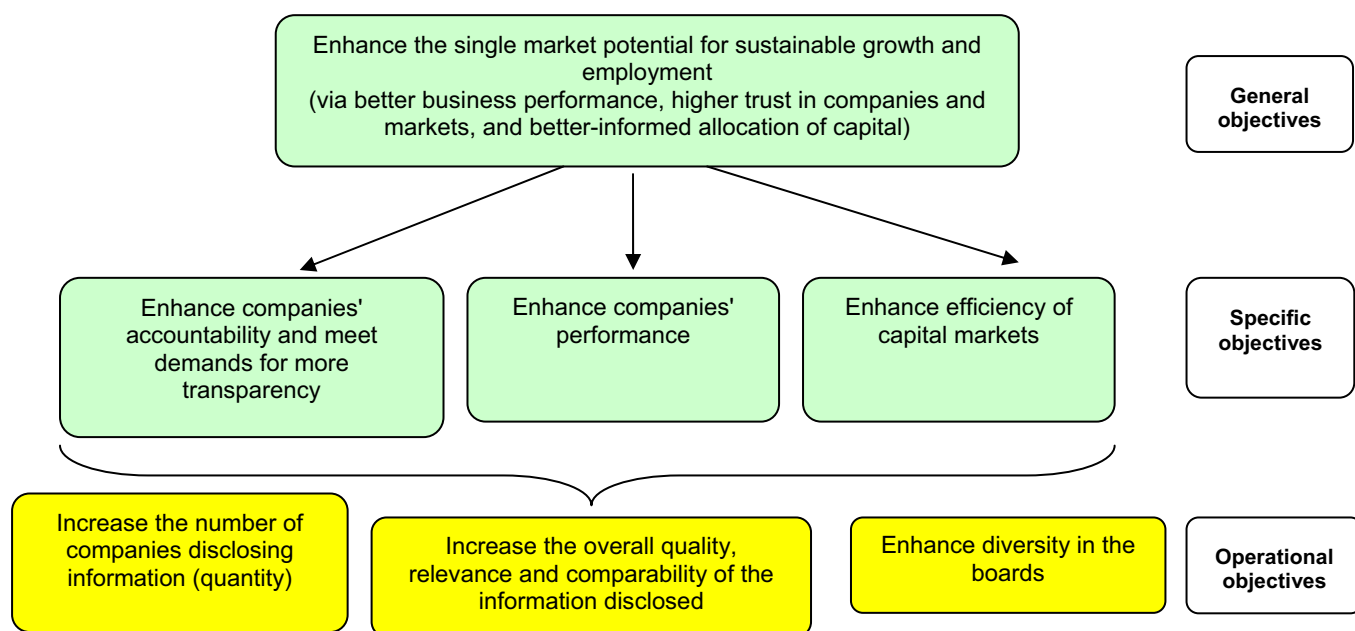 Enhance the single market potential for sustainable growth and
employment
(via better business performance, higher trust in companies and
markets, and better-informed allocation of capital)
General
objectives
Enhance companies'
accountability and meet
demands for more
transparency
Enhance companies'
performance
Enhance efficiency of
capital markets
Specific
objectives
Increase the number of
companies disclosing
information (quantity)
Increase the overall quality,
relevance and comparability of the
information disclosed
Enhance diversity in the
boards
Operational
objectives